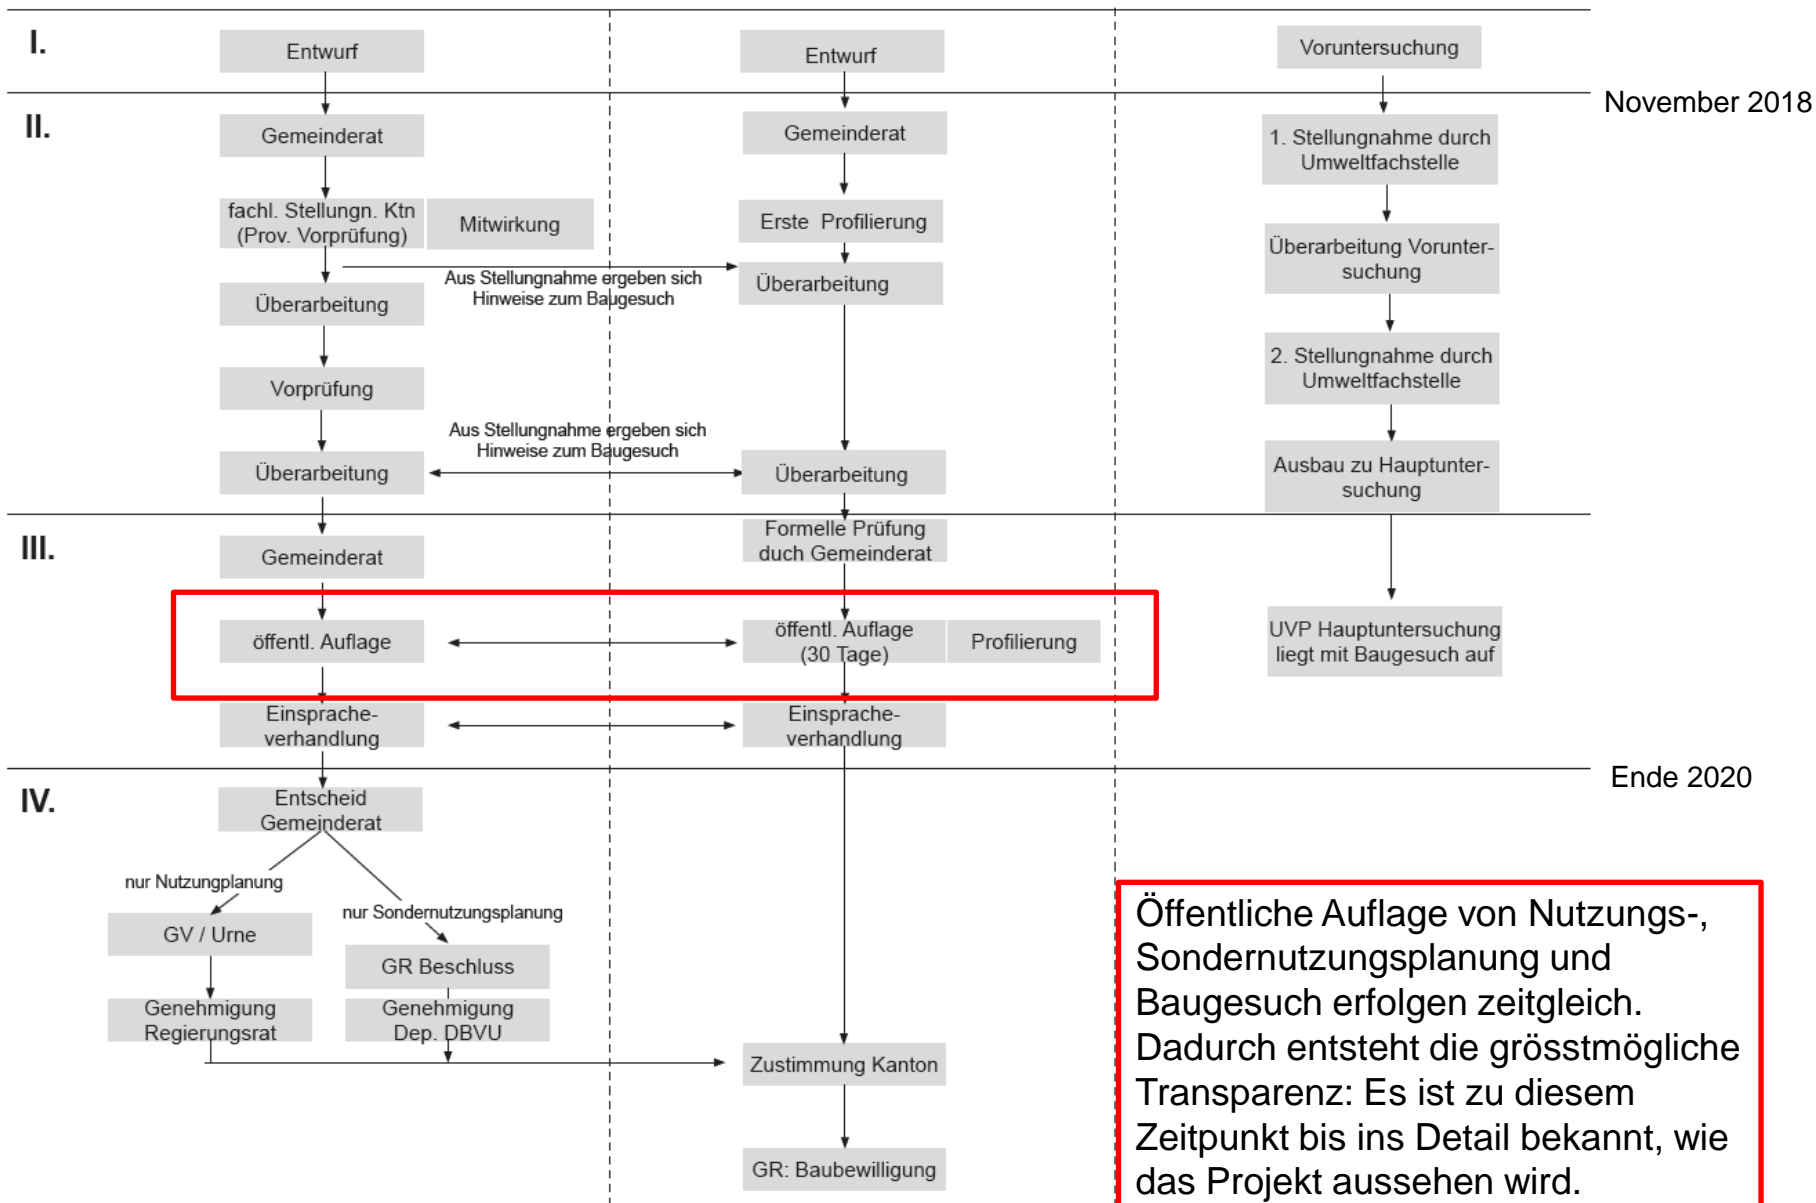 I.
Entwurf
Entwurf
Voruntersuchung
November 2018
II.
Gemeinderat
Gemeinderat
1. Stellungnahme durch
Umweltfachstelle
fachl. Stellungn. Ktn
(Prov. Vorprüfung)
Mitwirkung
Erste Profilierung
Überarbeitung Vorunter-
suchung
Aus Stellungnahme ergeben sich
Hinweise zum Baugesuch
Überarbeitung
Überarbeitung
2. Stellungnahme durch
Umweltfachstelle
Vorprüfung
Aus Stellungnahme ergeben sich
Hinweise zum Baugesuch
Überarbeitung
Überarbeitung
Ausbau zu Hauptunter-
suchung
III.
Gemeinderat
Formelle Prüfung
duch Gemeinderat
öffentl. Auflage
öffentl. Auflage
(30 Tage)
Profilierung
UVP Hauptuntersuchung
liegt mit Baugesuch auf
Einsprache-
verhandlung
Einsprache-
verhandlung
Ende 2020
IV.
Entscheid
Gemeinderat
nur Nutzungplanung
nur Sondernutzungsplanung
GV / Urne
GR Beschluss
Genehmigung
Regierungsrat
Genehmigung
Dep. DBVU
Zustimmung Kanton
GR: Baubewilligung
Öffentliche Auflage von Nutzungs-,
Sondernutzungsplanung und
Baugesuch erfolgen zeitgleich.
Dadurch entsteht die grösstmögliche
Transparenz: Es ist zu diesem
Zeitpunkt bis ins Detail bekannt, wie
das Projekt aussehen wird.